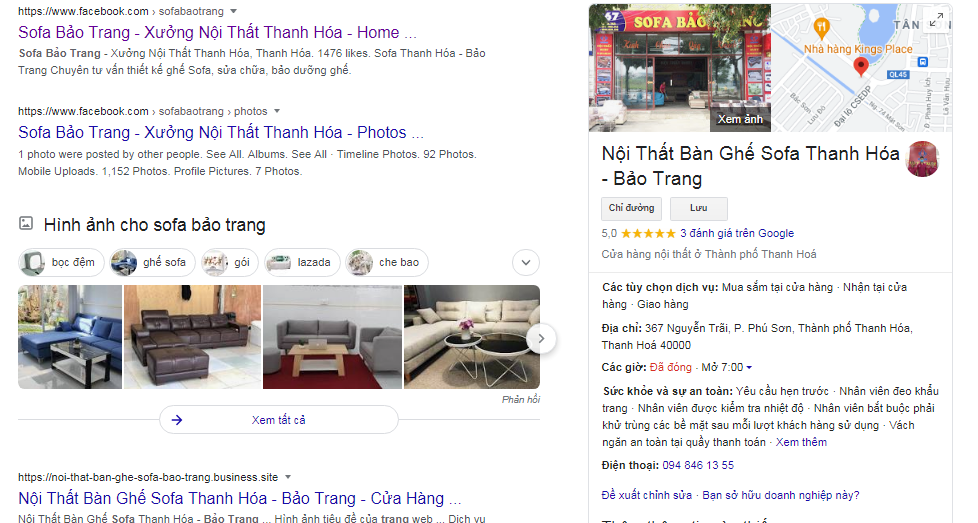 https://www.facebook.com › sofabaotrang
Sofa Bảo Trang - Xưởng Nội Thất Thanh Hóa - Home ...
Sofa Bảo Trang - Xưởng Nội Thất Thanh Hóa, Thanh Hóa. 1476 likes. Sofa Thanh Hóa - Bảo
Trang Chuyên tư vấn thiết kế ghế Sofa, sửa chữa, bảo dưỡng ghế.
https://www.facebook.com › sofabaotrang › photos
Sofa Bảo Trang - Xưởng Nội Thất Thanh Hóa - Photos ...
1 photo were posted by other people. See All. Albums. See All · Timeline Photos. 92 Photos.
Mobile Uploads. 1,152 Photos. Profile Pictures. 7 Photos.
Hình ảnh cho sofa bảo trang
bọc đệm
ghế sofa
gói
lazada
che bao
Phản hồi
Xem tất cả
https://noi-that-ban-ghe-sofa-bao-trang.business.site
Nội Thất Bàn Ghế Sofa Thanh Hóa - Bảo Trang - Cửa Hàng ...
Nội Thất Bàn Ghế Sofa Thanh Hóa - Bảo Trang ... Hình ảnh tiêu đề của trang web ... Dịch vụ
SOFA BẢO
Xem ảnh
TÂN
Nhà hàng Kings Place
QL45
Bắc Sơn
Lưu Đo
Đại lộ CSEDP
Phan Huy Ích
Lê Văn Hưu
Nội Thất Bàn Ghế Sofa Thanh Hóa
- Bảo Trang
Chỉ đường
Lưu
5,0 ★★★★★ 3 đánh giá trên Google
Cửa hàng nội thất ở Thành phố Thanh Hoá
Các tùy chọn dịch vụ: Mua sắm tại cửa hàng · Nhận tại cửa
hàng · Giao hàng
Địa chỉ: 367 Nguyễn Trãi, P. Phú Sơn, Thành phố Thanh Hóa,
Thanh Hoá 40000
Các giờ: Đã đóng · Mở 7:00
Sức khỏe và sự an toàn: Yêu cầu hẹn trước · Nhân viên đeo khẩu
trang · Nhân viên được kiểm tra nhiệt độ · Nhân viên bắt buộc phải
khử trùng các bề mặt sau mỗi lượt khách hàng sử dụng · Vách
ngăn an toàn tại quầy thanh toán · Xem thêm
Điện thoại: 094 846 13 55
Đề xuất chỉnh sửa · Bạn sở hữu doanh nghiệp này?